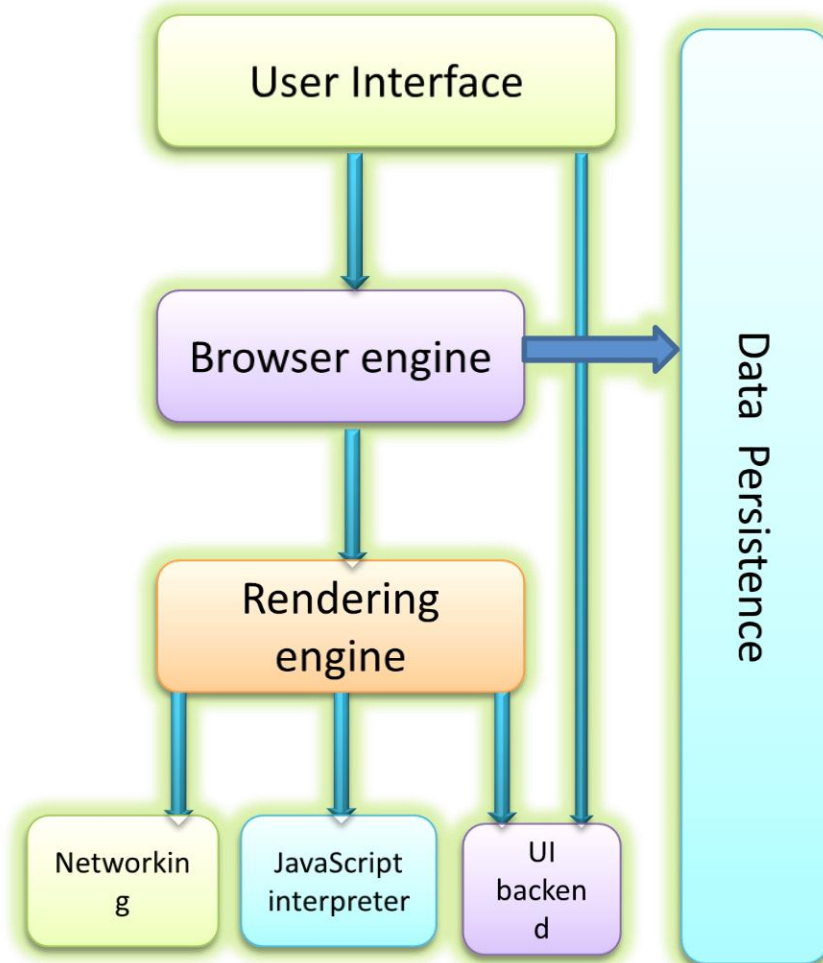 User Interface
Browser engine
Data Persistence
Rendering
engine
Networkin
g
JavaScript
interpreter
UI
backen
d